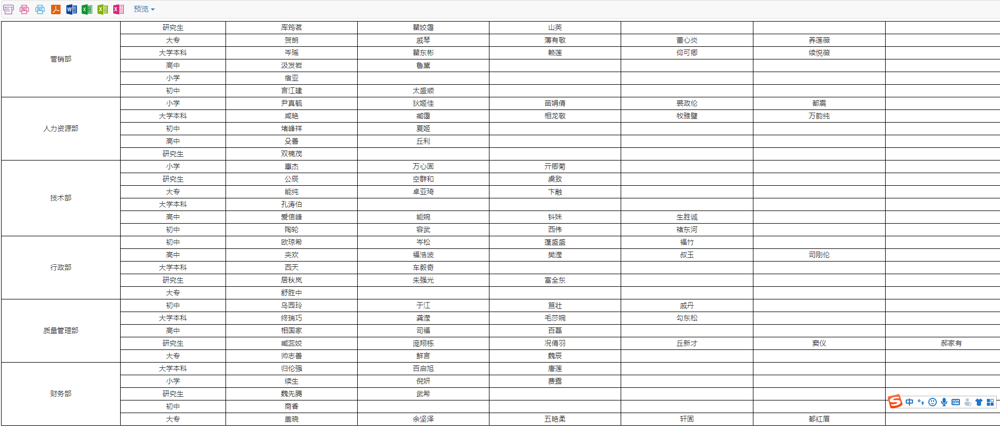 预览
营销部
研究生 厍筠茗 瞿姣霭 山英
大专 贺朗 戚琴 薄有敬 董心炎 养莲薇
大学本科 岑瑶 瞿东彬 赖莲 仰可卿 续悦薇
高中 汲发岩 鲁黛
小学 宿亚
初中 言江建 太盛顺
人力资源部
小学 尹真毓 狄姬佳 苗娟倩 裘政伦 都震
大学本科 咸艳 臧霭 相龙敬 牧雅璧 万韵纯
初中 堵峰祥 夏姬
高中 殳善 丘利
研究生 双楠茂
技术部
小学 惠杰 万心固 亓卿菊
研究生 公辰 空群和 虞致
大专 能纯 卓亚琦 卞融
大学本科 孔涛伯
高中 爱信峰 能婉 钭妹 生胜诚
初中 陶轮 容武 西伟 褚东河
行政部
初中 欧琼希 岑松 蓬盛盛 福竹
高中 夹欢 福浩波 樊滢 叔玉 司刚伦
大学本科 西天 车毅奇
研究生 居秋岚 朱强光 富全东
大专 舒胜中
质量管理部
初中 乌园玲 于江 笪壮 戚丹
大学本科 终瑞巧 龚滢 毛莎婉 勾东松
高中 相国家 司福 百磊
研究生 臧蕊姣 庞翔栋 况倩羽 丘新才 窦仪 郝家有
大专 帅志善 鲜言 魏辰
财务部
大学本科 归伦强 百启旭 唐莲
小学 续生 倪妍 费露
研究生 魏先腾 武希
初中 商香
大专 盖晓 余坚泽 五艳柔 轩固 都红眉
中